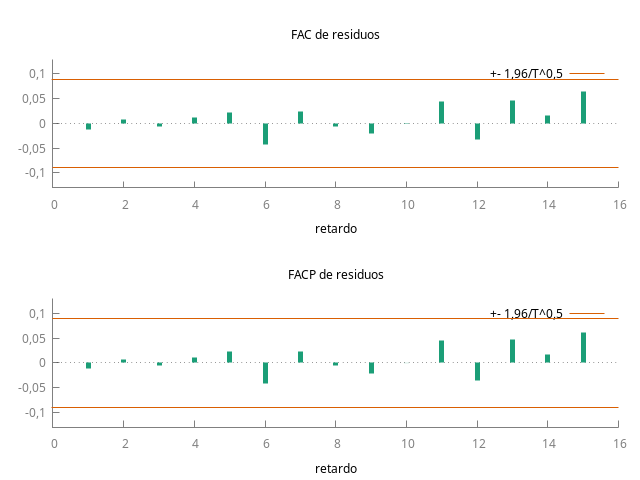 FAC de residuos
+- 1,96/T^0,5
0,1
0,05
0
-0,05
-0,1
0 2 4 6 8 10 12 14 16
retardo
FACP de residuos
+- 1,96/T^0,5
0,1
0,05
0
-0,05
-0,1
0 2 4 6 8 10 12 14 16
retardo